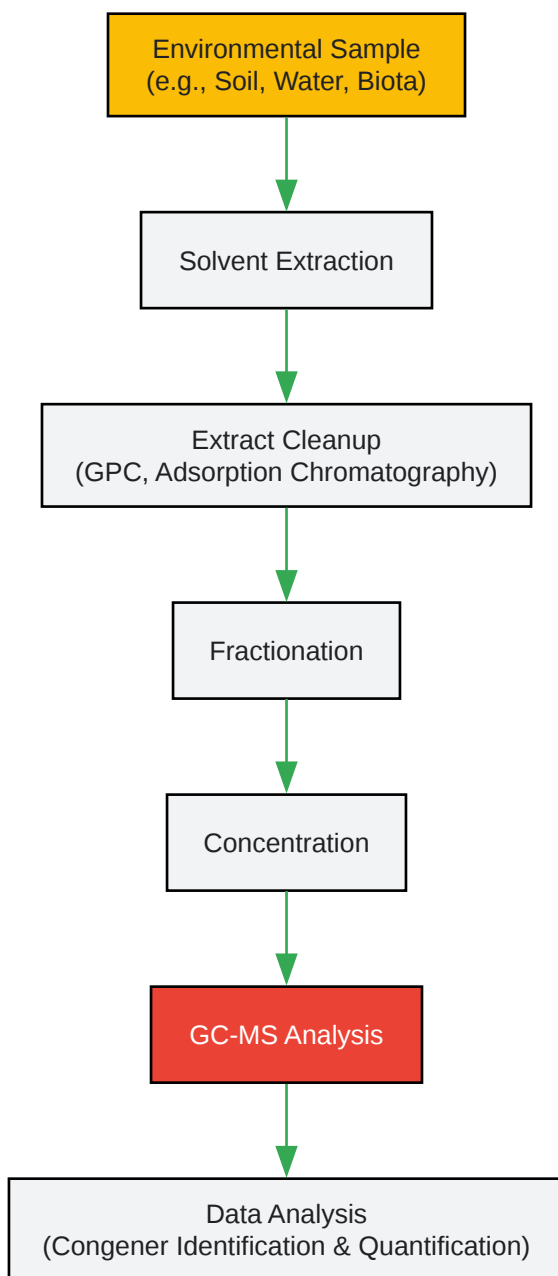 Environmental Sample
(e.g., Soil, Water, Biota)
Solvent Extraction
Extract Cleanup
(GPC, Adsorption Chromatography)
Fractionation
Concentration
GC-MS Analysis
Data Analysis
(Congener Identification & Quantification)